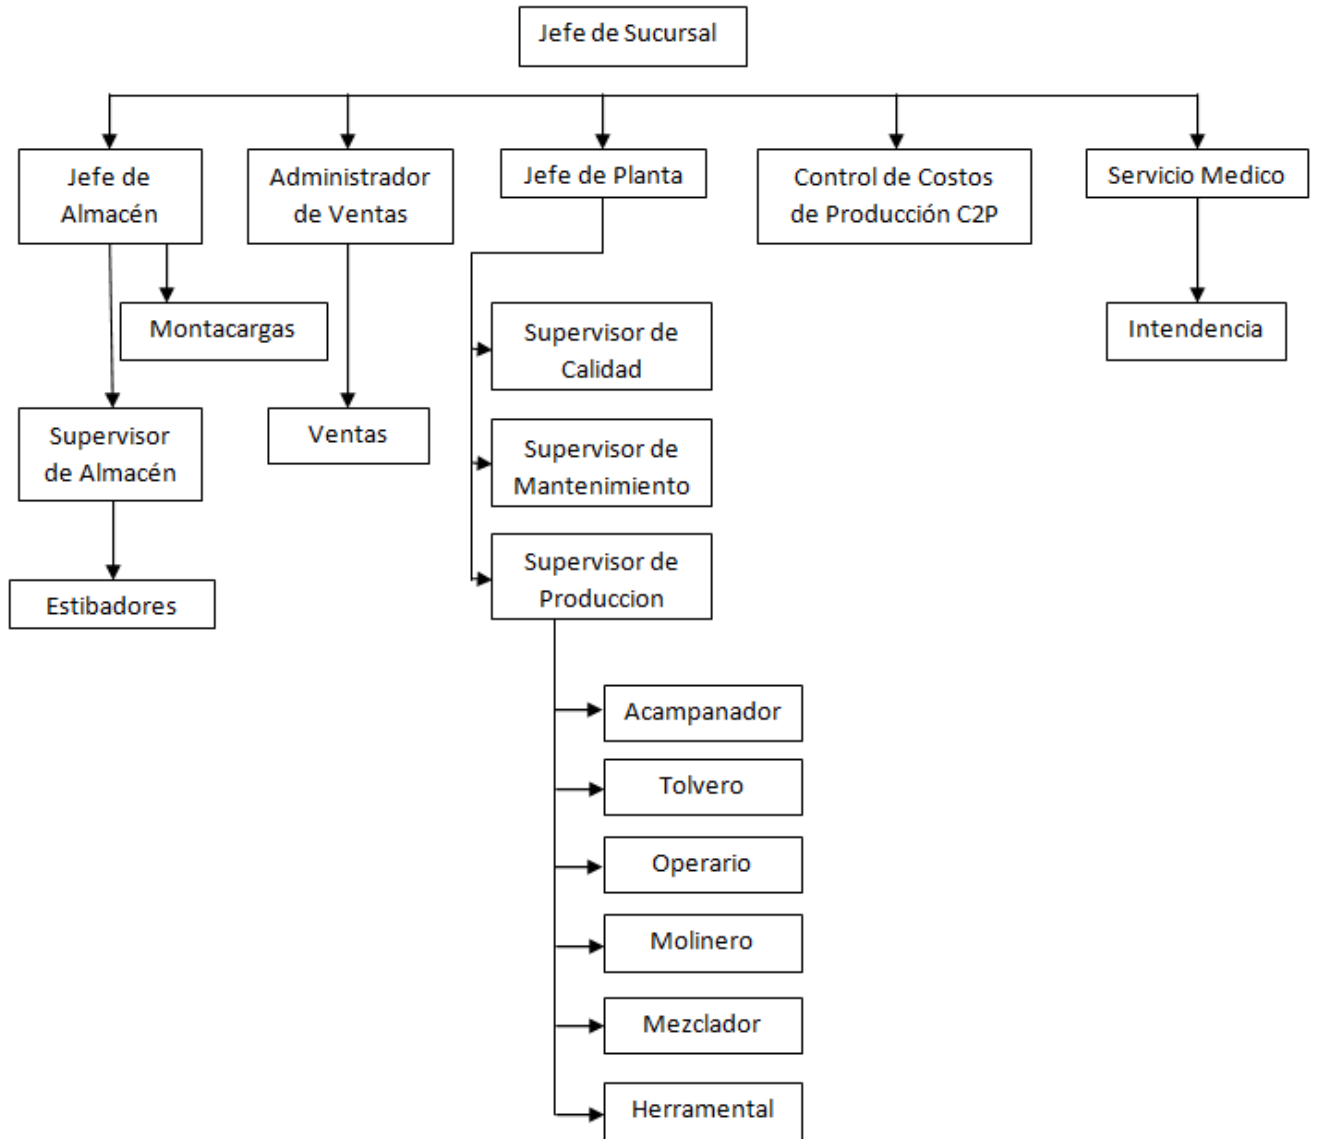 Jefe de Sucursal
Jefe de
Almacén
Administrador
de Ventas
Jefe de Planta
Control de Costos
de Producción C2P
Servicio Medico
Montacargas
Supervisor de
Calidad
Intendencia
Supervisor
de Almacén
Ventas
Supervisor de
Mantenimiento
Supervisor de
Produccion
Estibadores
Acampanador
Tolvero
Operario
Molinero
Mezclador
Herramental